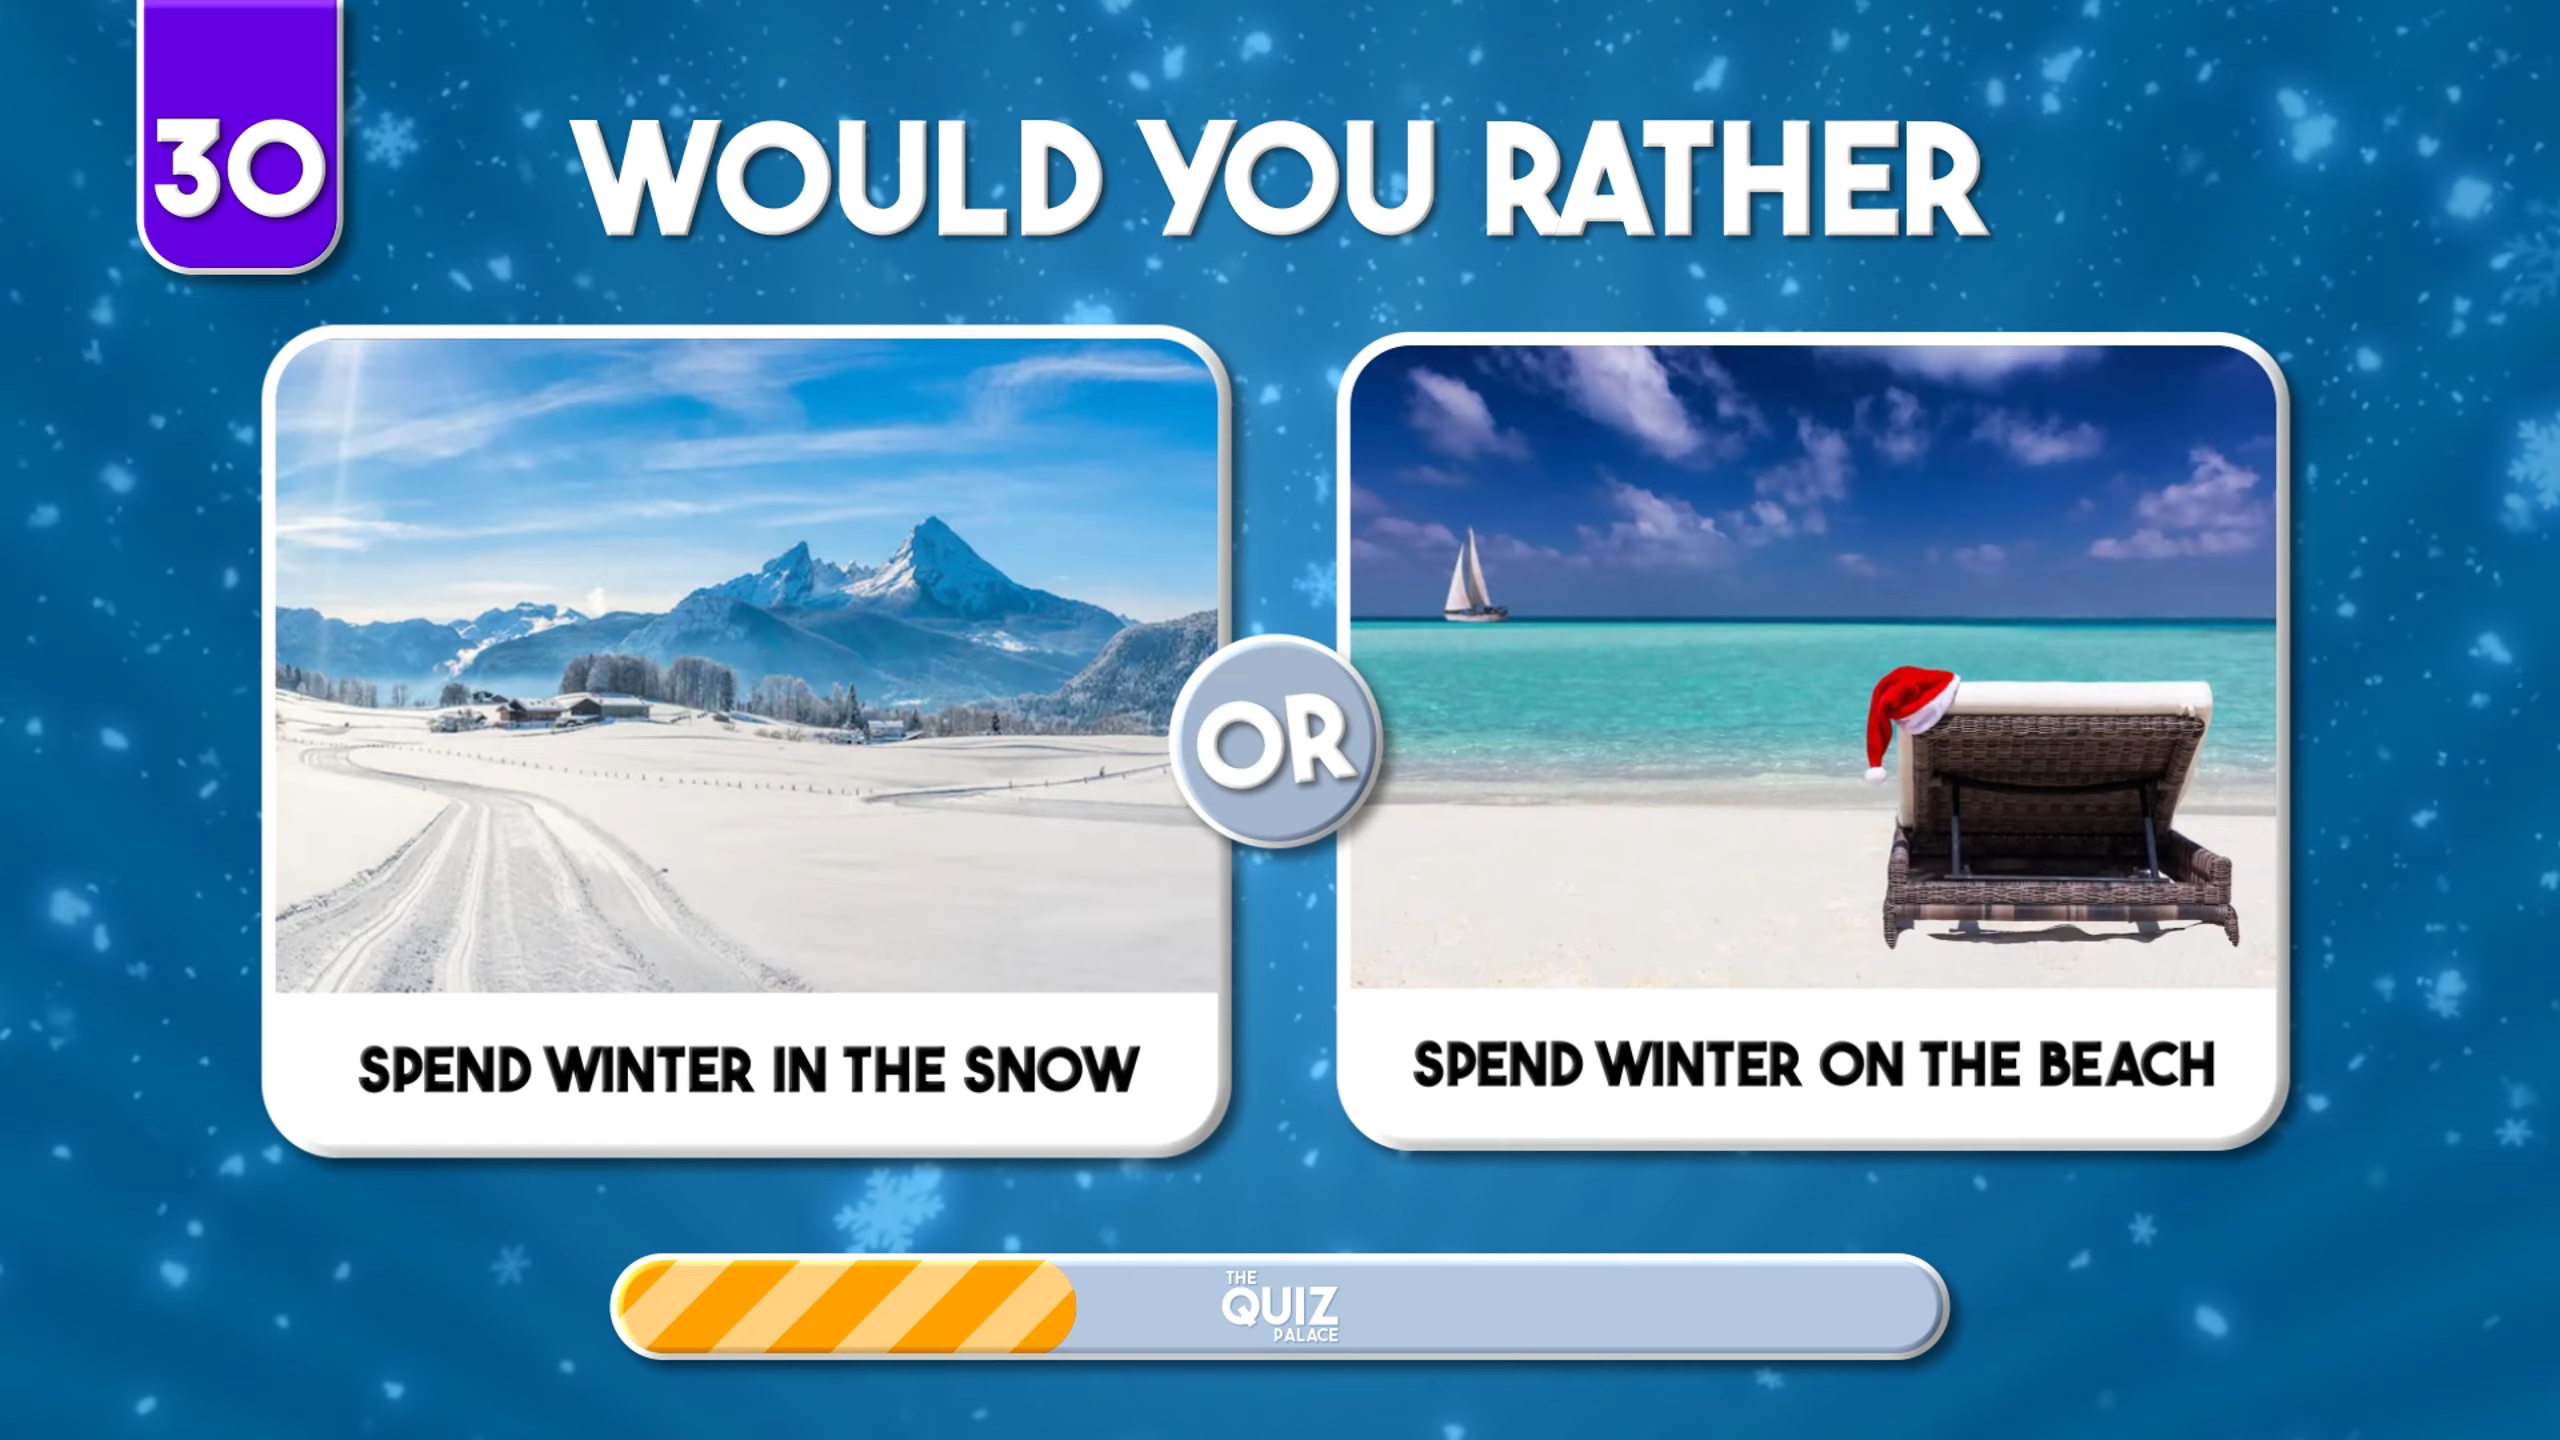 30
WOULD YOU RATHER
OR
SPEND WINTER IN THE SNOW
SPEND WINTER ON THE BEACH
THE
QUIZ
PALACE